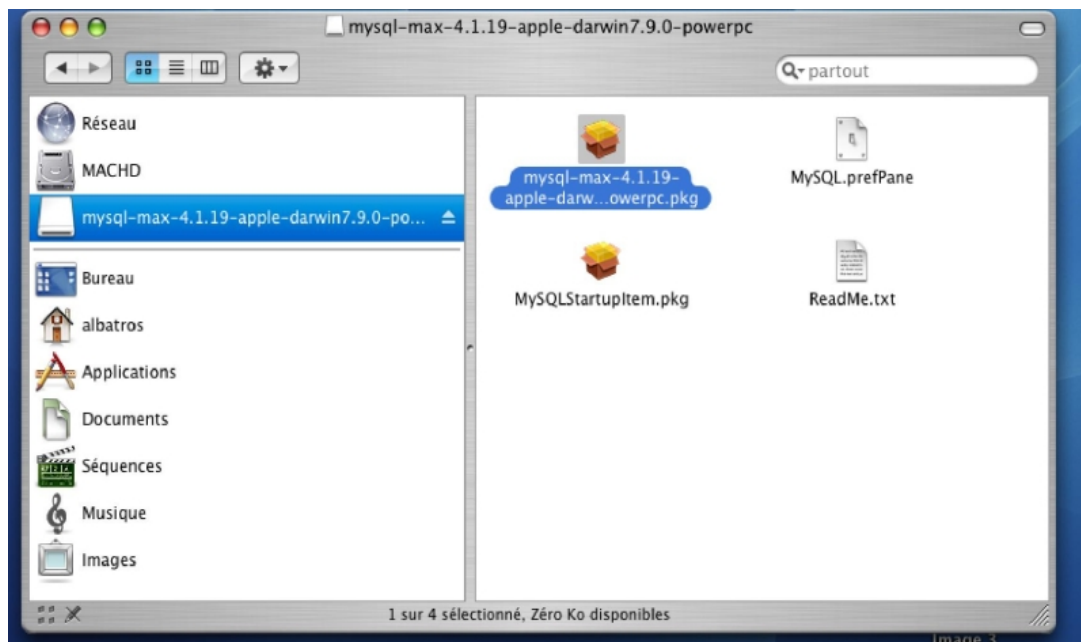 mysql-max-4.1.19-apple-darwin7.9.0-powerpc
partout
Réseau
MACHD
mysql-max-4.1.19-apple-darwin7.9.0-po...
Bureau
albatros
Applications
Documents
Séquences
Musique
Images
mysql-max-4.1.19-
apple-darw...owerpc.pkg
MySQL.prefPane
MySQLStartupItem.pkg
ReadMe.txt
1 sur 4 sélectionné, Zéro Ko disponibles
Image 3